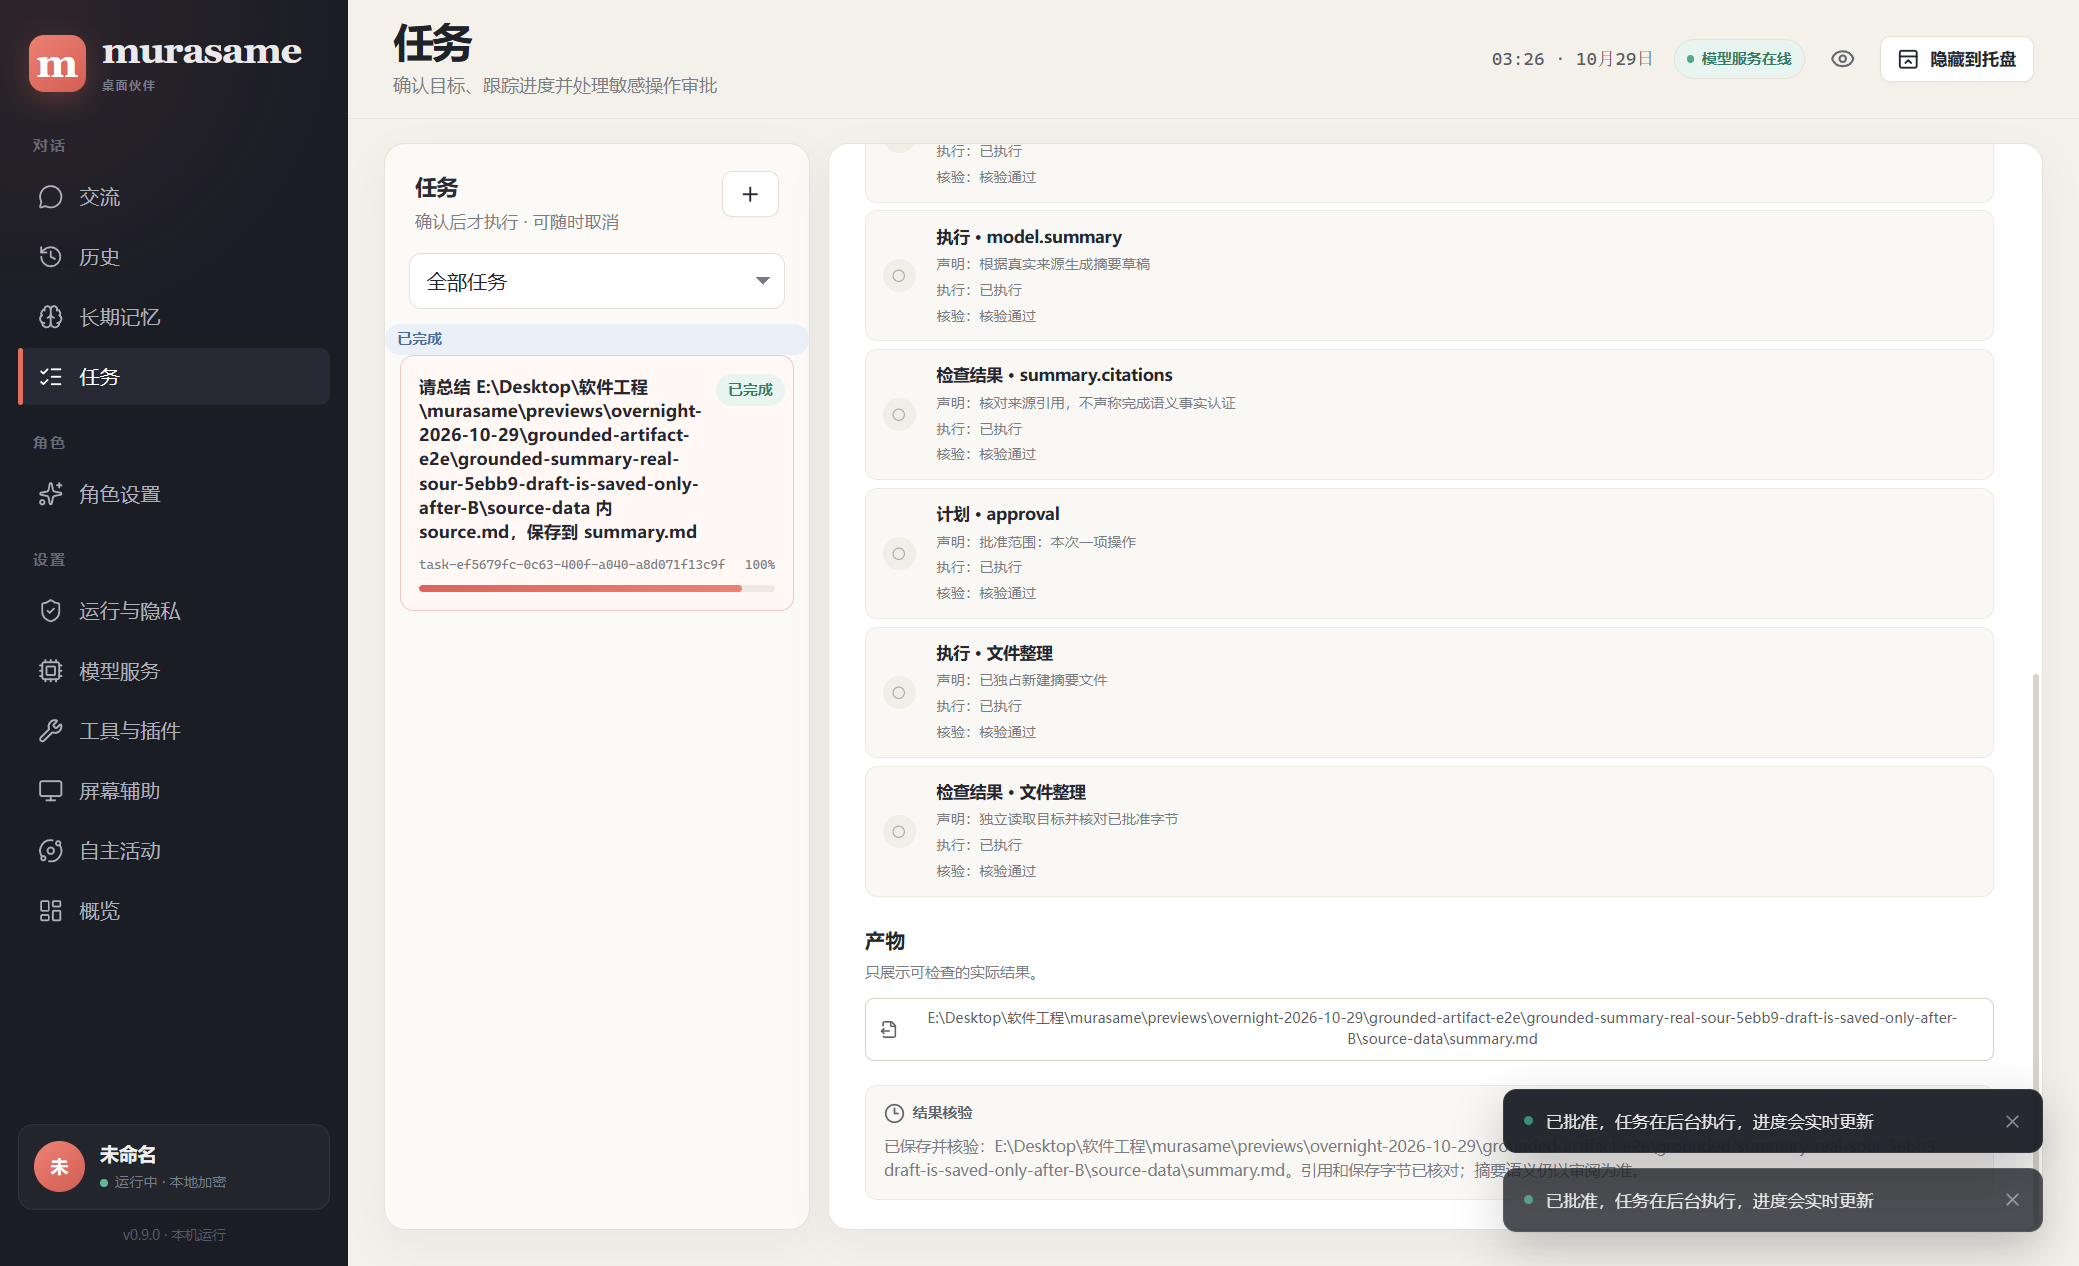 m
murasame
桌面伙伴
对话
交流
历史
长期记忆
任务
角色
角色设置
设置
运行与隐私
模型服务
工具与插件
屏幕辅助
自主活动
概览
未
未命名
运行中 · 本地加密
v0.9.0 · 本机运行
任务
确认目标、跟踪进度并处理敏感操作审批
03:26 · 10月29日
模型服务在线
隐藏到托盘
任务
确认后才执行 · 可随时取消
全部任务
已完成
请总结 E:\Desktop\软件工程
\murasame\previews\overnight-
2026-10-29\grounded-artifact-
e2e\grounded-summary-real-
sour-5ebb9-draft-is-saved-only-
after-B\source-data 内
source.md，保存到 summary.md
已完成
task-ef5679fc-0c63-400f-a040-a8d071f13c9f 100%
执行：已执行
核验：核验通过
执行 • model.summary
声明：根据真实来源生成摘要草稿
执行：已执行
核验：核验通过
检查结果 • summary.citations
声明：核对来源引用，不声称完成语义事实认证
执行：已执行
核验：核验通过
计划 • approval
声明：批准范围：本次一项操作
执行：已执行
核验：核验通过
执行 • 文件整理
声明：已独占新建摘要文件
执行：已执行
核验：核验通过
检查结果 • 文件整理
声明：独立读取目标并核对已批准字节
执行：已执行
核验：核验通过
产物
只展示可检查的实际结果。
E:\Desktop\软件工程\murasame\previews\overnight-2026-10-29\grounded-artifact-e2e\grounded-summary-real-sour-5ebb9-draft-is-saved-only-after-
B\source-data\summary.md
结果核验
已保存并核验：E:\Desktop\软件工程\murasame\previews\overnight-2026-10-29\grounded-artifact-e2e\grounded-summary-real-sour-5ebb9-
draft-is-saved-only-after-B\source-data\summary.md。引用和保存字节已核对；摘要语义仍以审阅为准。
已批准，任务在后台执行，进度会实时更新
已批准，任务在后台执行，进度会实时更新